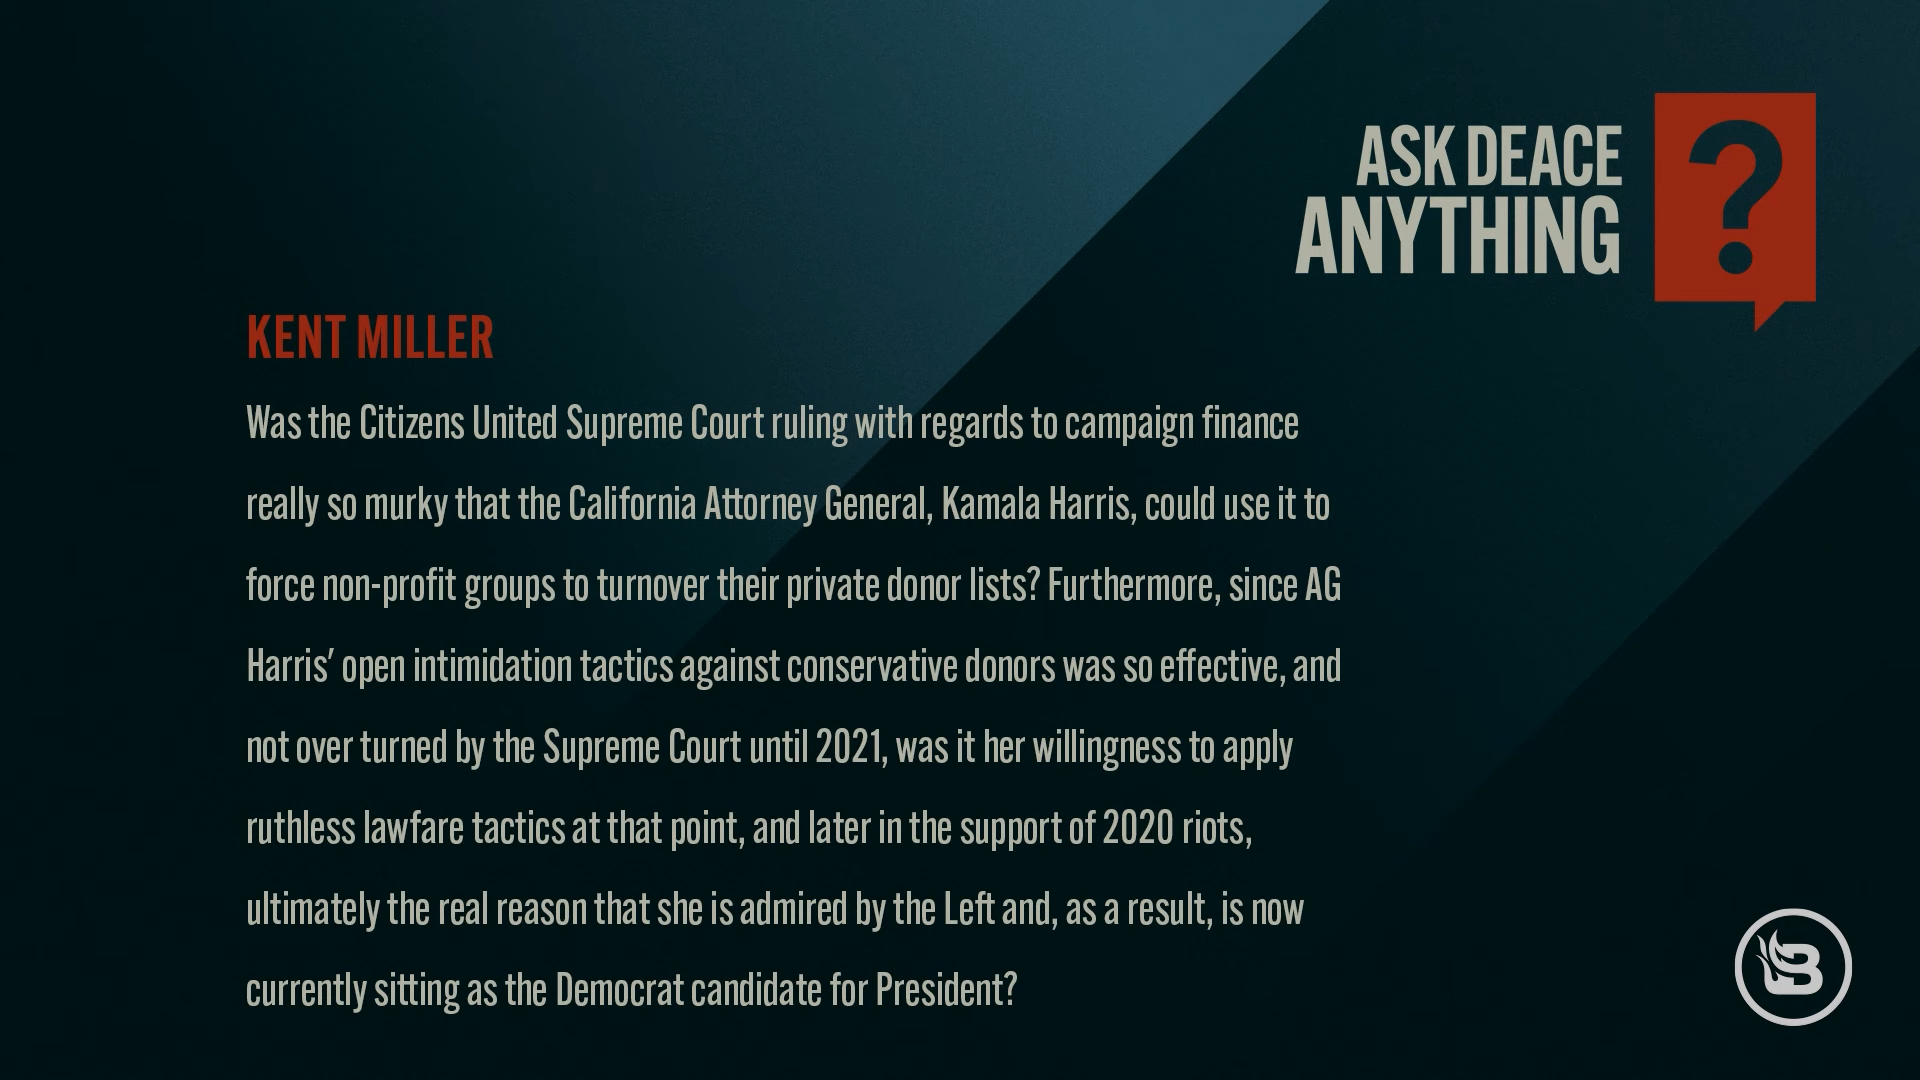 ASK DEACE
ANYTHING
?
KENT MILLER
Was the Citizens United Supreme Court ruling with regards to campaign finance
really so murky that the California Attorney General, Kamala Harris, could use it to
force non-profit groups to turnover their private donor lists? Furthermore, since AG
Harris' open intimidation tactics against conservative donors was so effective, and
not over turned by the Supreme Court until 2021, was it her willingness to apply
ruthless lawfare tactics at that point, and later in the support of 2020 riots,
ultimately the real reason that she is admired by the Left and, as a result, is now
currently sitting as the Democrat candidate for President?
B